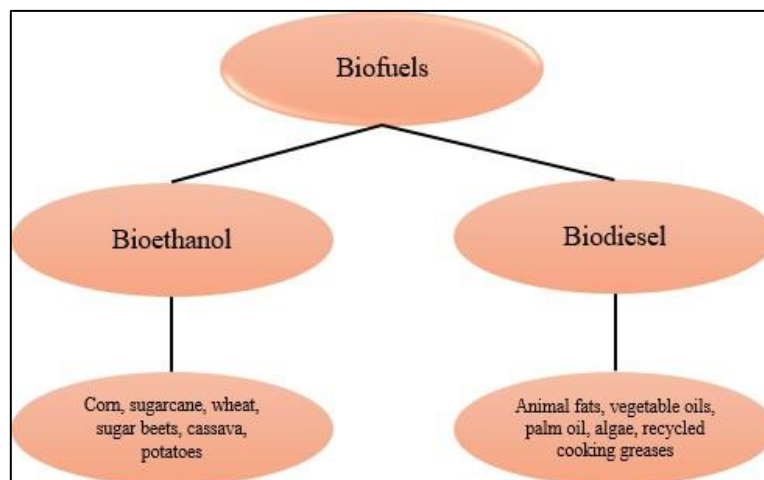 Biofuels
Bioethanol
Biodiesel
Corn, sugarcane, wheat,
sugar beets, cassava,
potatoes
Animal fats, vegetable oils,
palm oil, algae, recycled
cooking greases